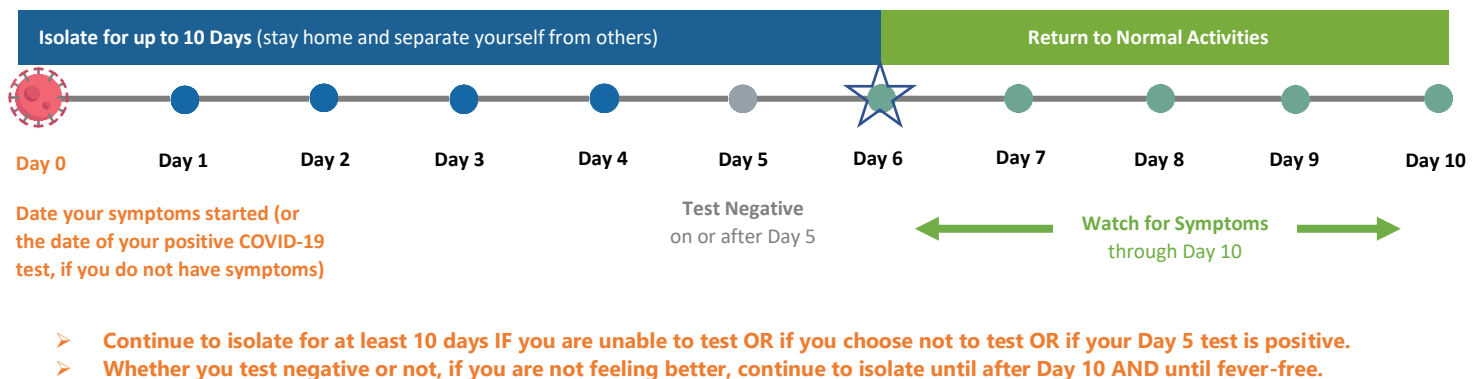 Isolate for up to 10 Days (stay home and separate yourself from others)
Return to Normal Activities
Day 0
Day 1
Day 2
Day 3
Day 4
Day 5
Day 6
Day 7
Day 8
Day 9
Day 10
Date your symptoms started (or
the date of your positive COVID-19
test, if you do not have symptoms)
Test Negative
on or after Day 5
Watch for Symptoms
through Day 10
➢ Continue to isolate for at least 10 days IF you are unable to test OR if you choose not to test OR if your Day 5 test is positive.
➢ Whether you test negative or not, if you are not feeling better, continue to isolate until after Day 10 AND until fever-free.